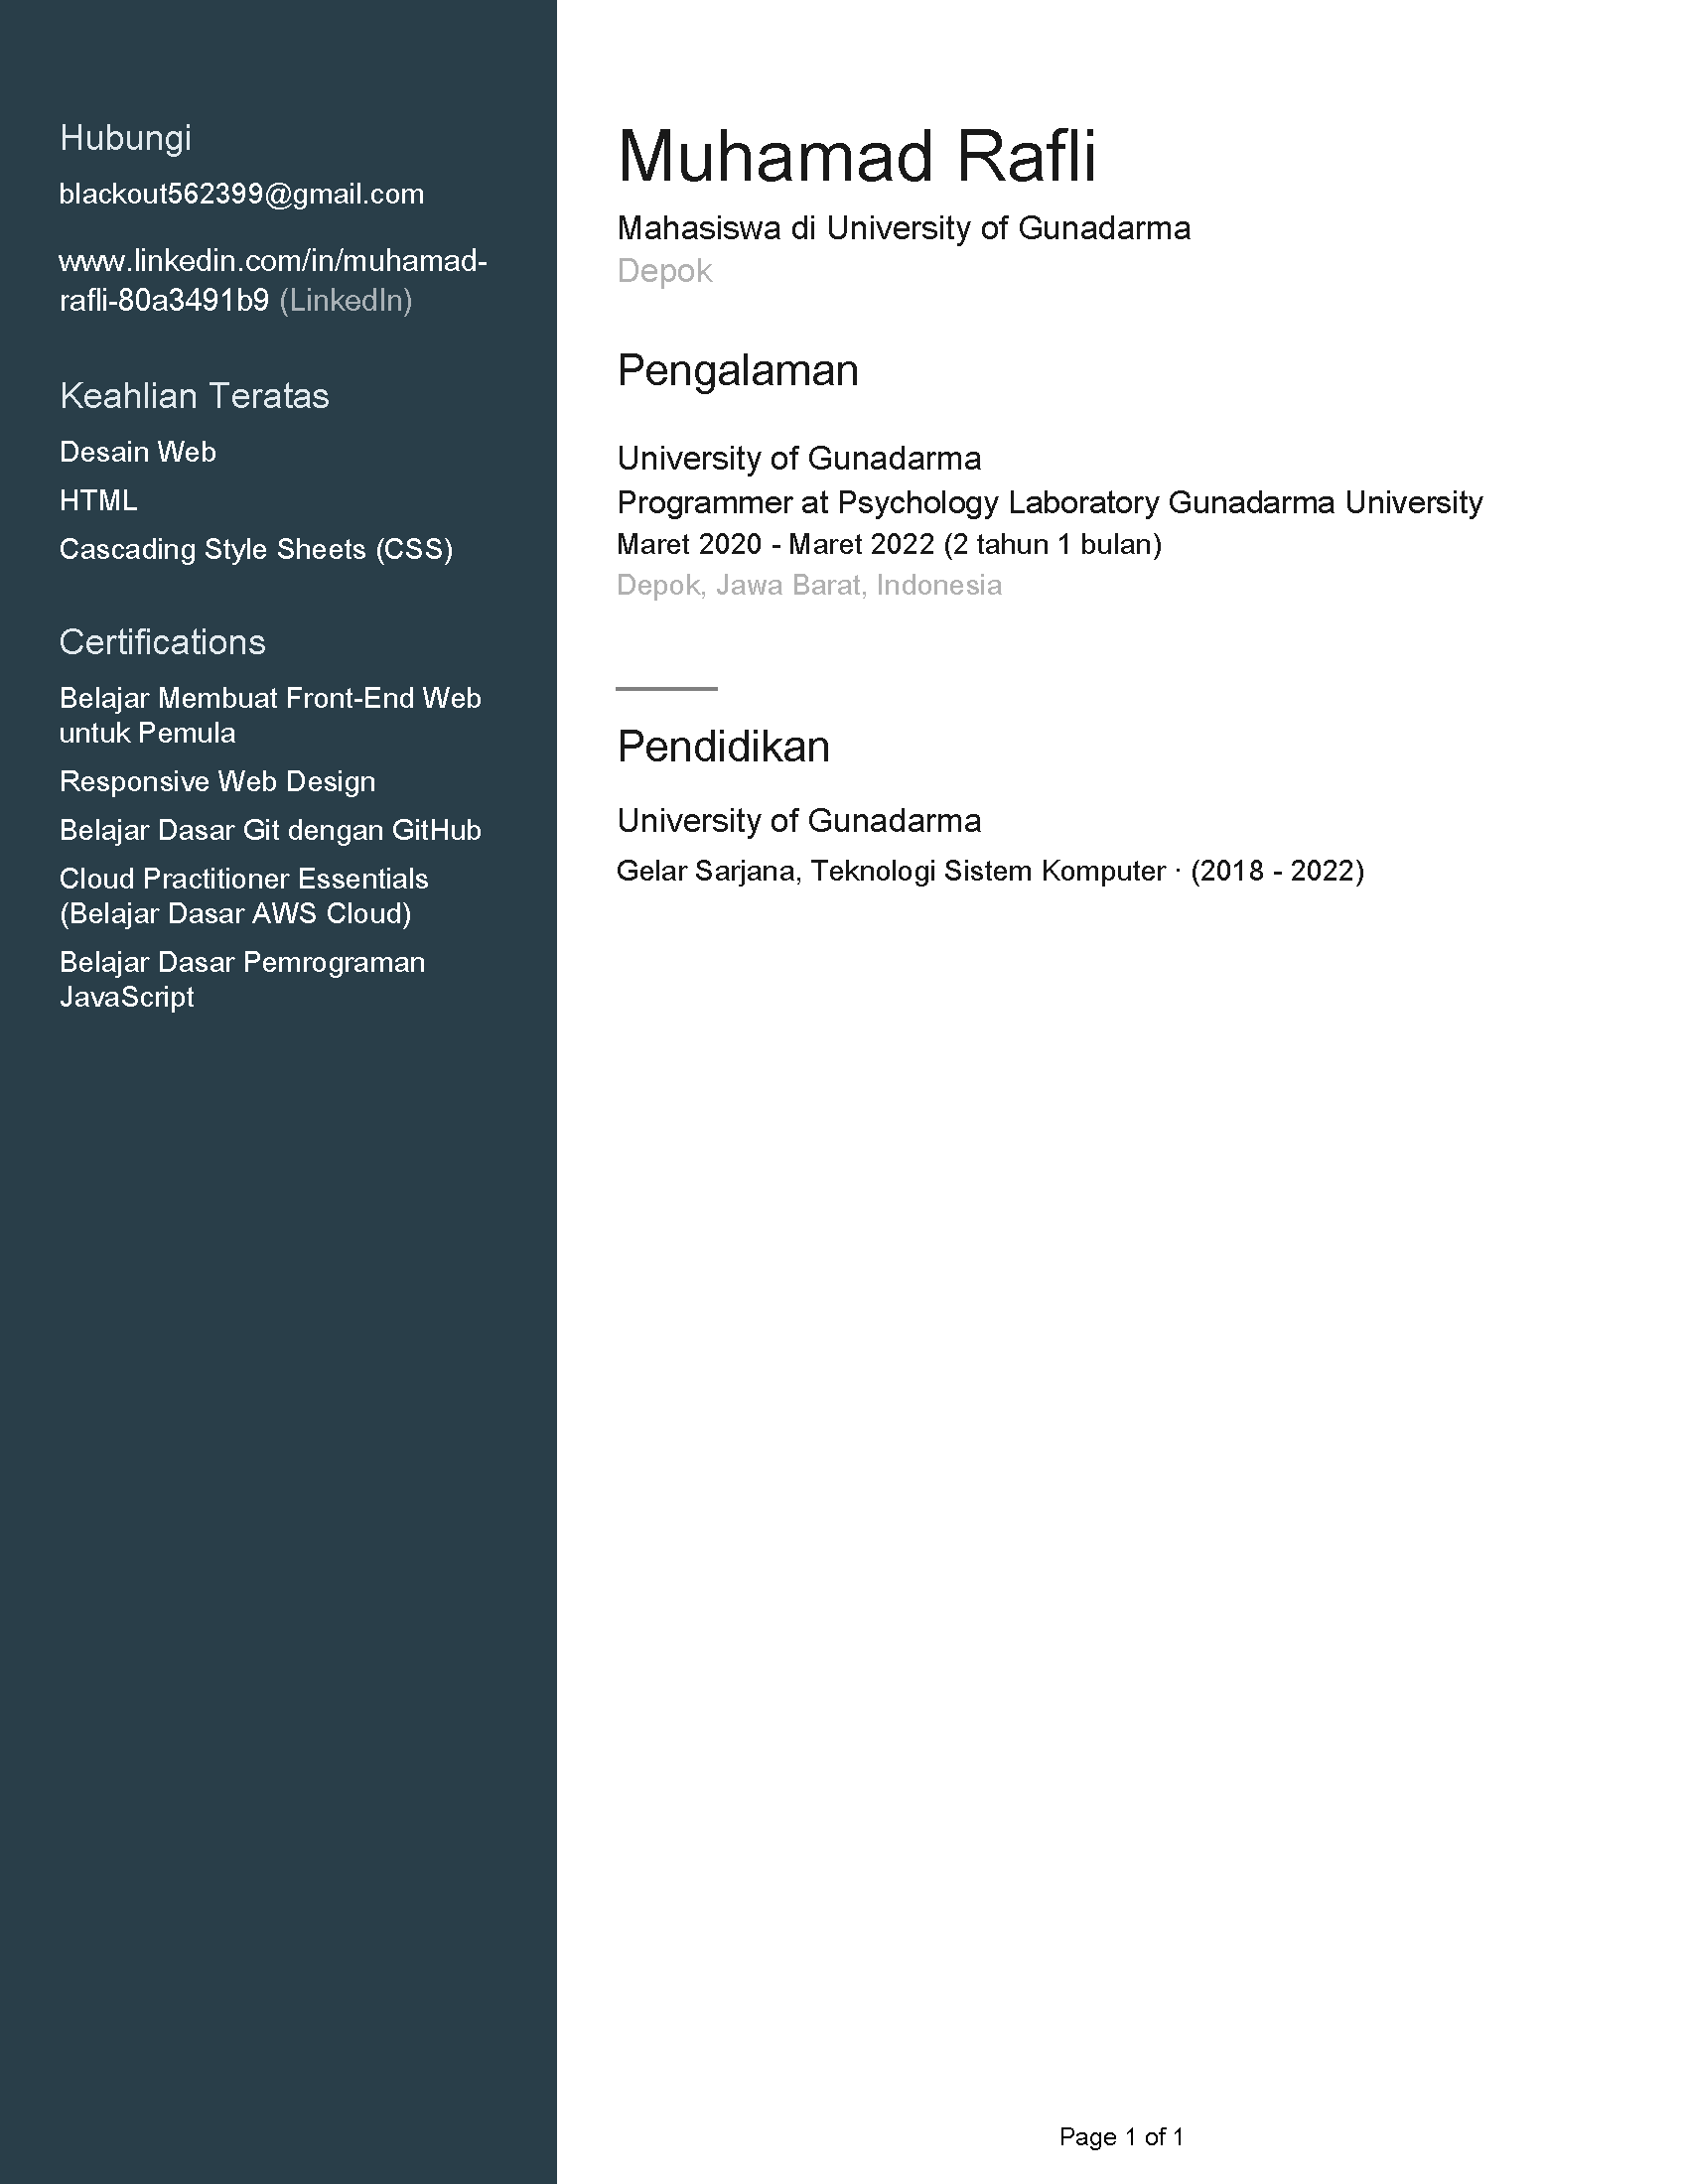 Hubungi
blackout562399@gmail.com
www.linkedin.com/in/muhamad-
rafli-80a3491b9 (LinkedIn)
Keahlian Teratas
Desain Web
HTML
Cascading Style Sheets (CSS)
Certifications
Belajar Membuat Front-End Web
untuk Pemula
Responsive Web Design
Belajar Dasar Git dengan GitHub
Cloud Practitioner Essentials
(Belajar Dasar AWS Cloud)
Belajar Dasar Pemrograman
JavaScript
Muhamad Rafli
Mahasiswa di University of Gunadarma
Depok
Pengalaman
University of Gunadarma
Programmer at Psychology Laboratory Gunadarma University
Maret 2020 - Maret 2022 (2 tahun 1 bulan)
Depok, Jawa Barat, Indonesia
Pendidikan
University of Gunadarma
Gelar Sarjana, Teknologi Sistem Komputer · (2018 - 2022)
Page 1 of 1